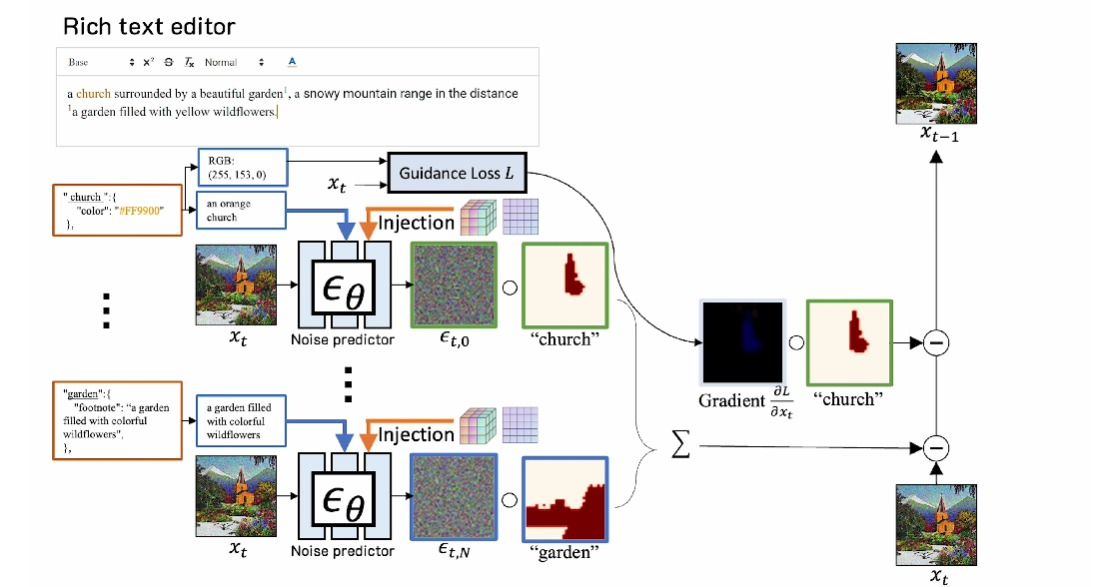 Rich text editor
Base x² S Tx Normal A
a church surrounded by a beautiful garden¹, a snowy mountain range in the distance
¹a garden filled with yellow wildflowers.
RGB:
(255, 153, 0)
xₜ
Guidance Loss L
" church ":{
"color": "#FF9900"
},
an orange
church
Injection
ϵθ
xₜ
Noise predictor
ϵₜ,₀
"church"
Gradient ∂L/∂xₜ
"church"
xₜ₋₁
"garden":{
"footnote": "a garden
filled with colorful
wildflowers",
},
a garden filled
with colorful
wildflowers
Injection
ϵθ
xₜ
Noise predictor
ϵₜ,N
"garden"
Σ
xₜ